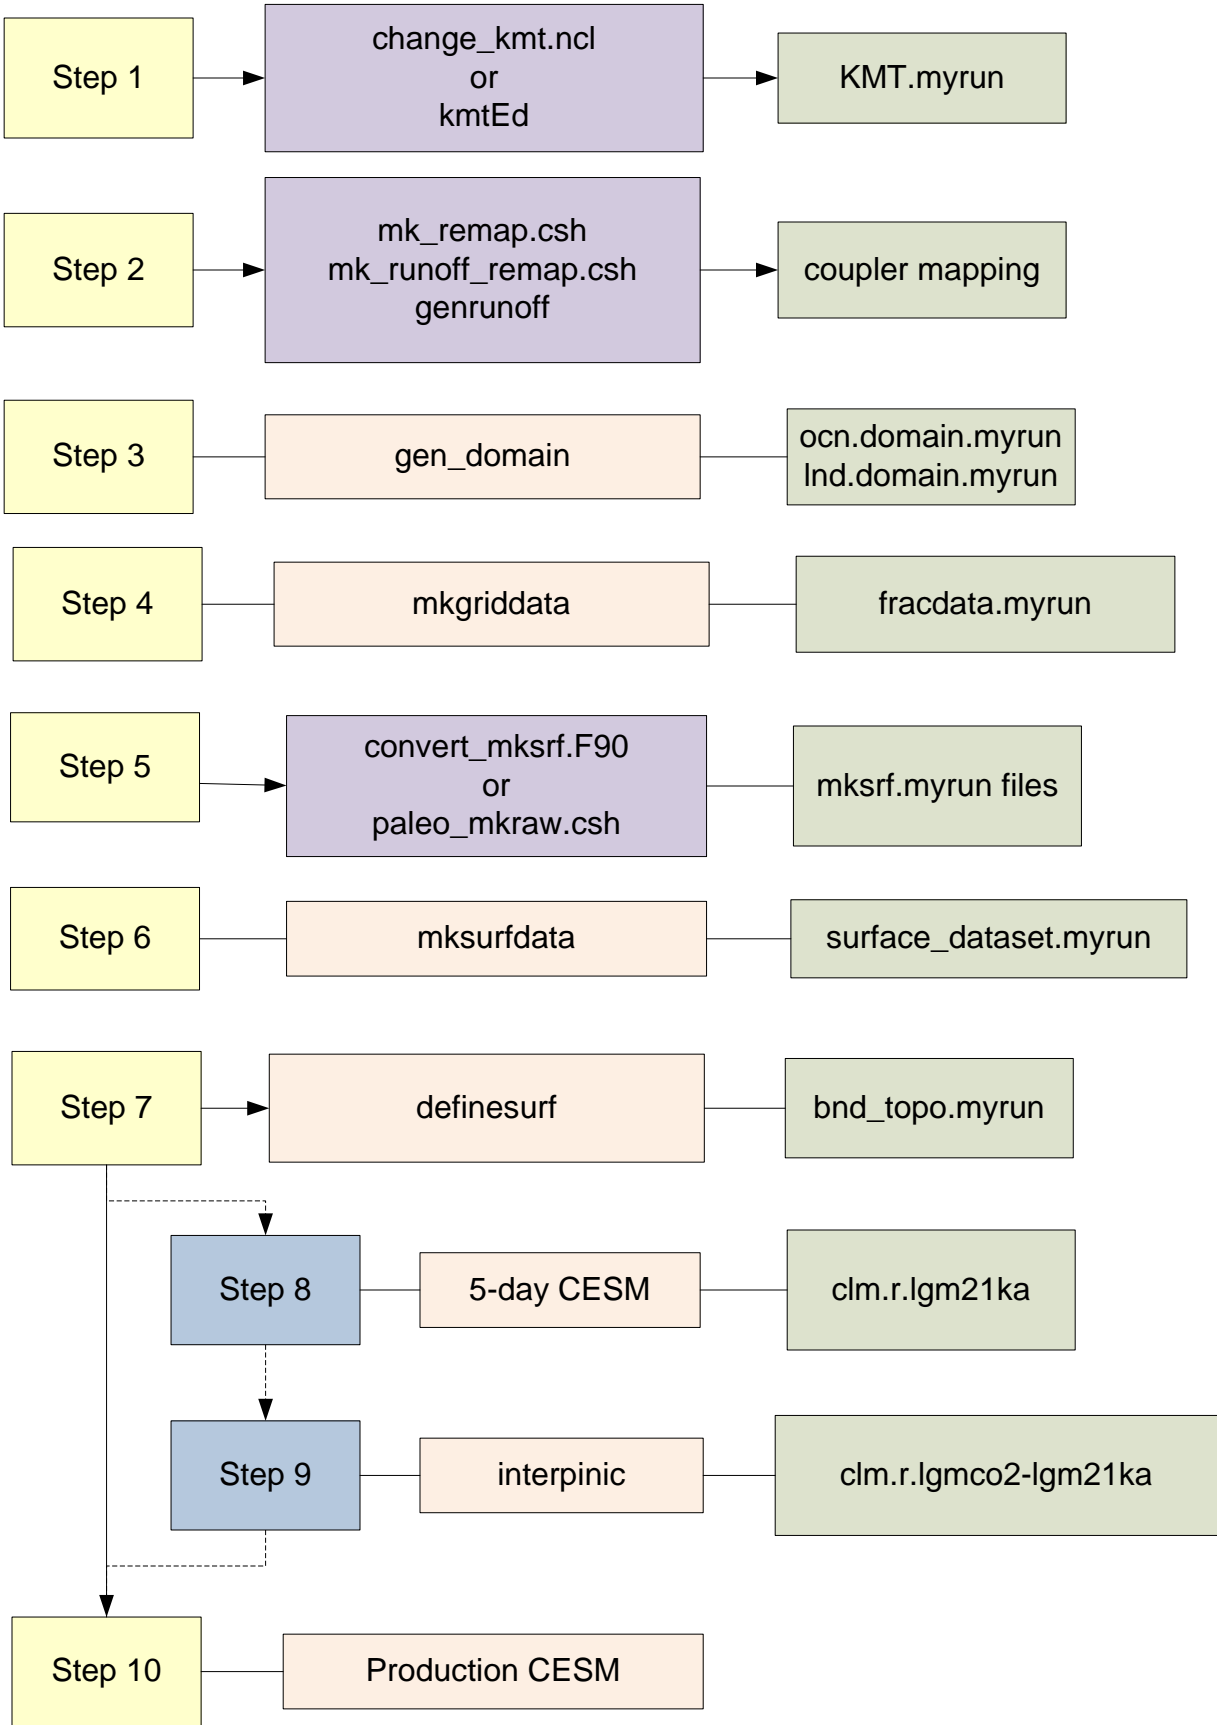 Step 1
change_kmt.ncl
or
kmtEd
KMT.myrun
Step 2
mk_remap.csh
mk_runoff_remap.csh
genrunoff
coupler mapping
Step 3
gen_domain
ocn.domain.myrun
lnd.domain.myrun
Step 4
mkgriddata
fracdata.myrun
Step 5
convert_mksrf.F90
or
paleo_mkraw.csh
mksrf.myrun files
Step 6
mksurfdata
surface_dataset.myrun
Step 7
definesurf
bnd_topo.myrun
Step 8
5-day CESM
clm.r.lgm21ka
Step 9
interpinic
clm.r.lgmco2-lgm21ka
Step 10
Production CESM